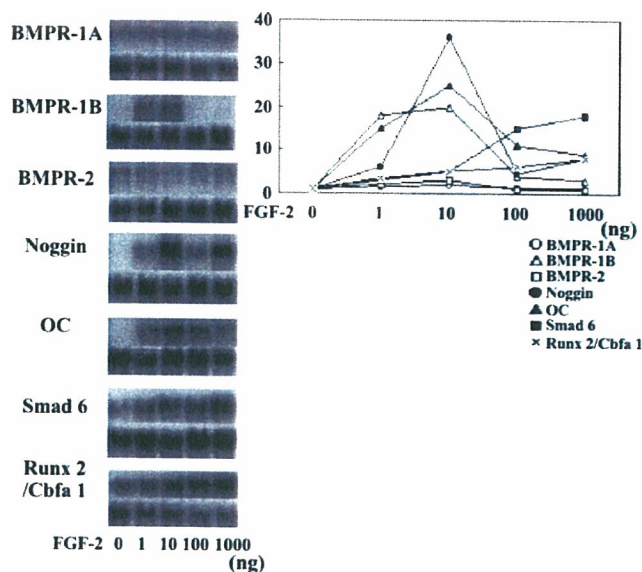 BMPR-1A
BMPR-1B
BMPR-2
Noggin
OC
Smad 6
Runx 2
/Cbfa 1
FGF-2 0 1 10 100 1000
(ng)
40
30
20
10
0
FGF-2 0 1 10 100 1000
(ng)
BMPR-1A
BMPR-1B
BMPR-2
Noggin
OC
Smad 6
Runx 2/Cbfa 1